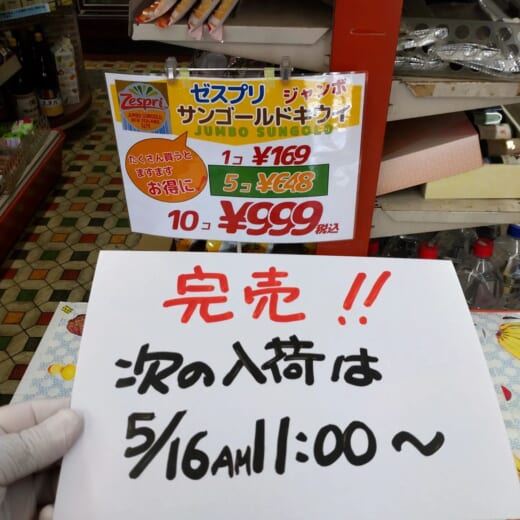 Zespri
ゼスプリ ジャンボ
サンゴールドキウイ
JUMBO SUNGOLD
たくさん買うと
ますます
お得に
1コ ¥169
5コ ¥648
10コ ¥999 税込
完売!!
次の入荷は
5/16AM11:00〜